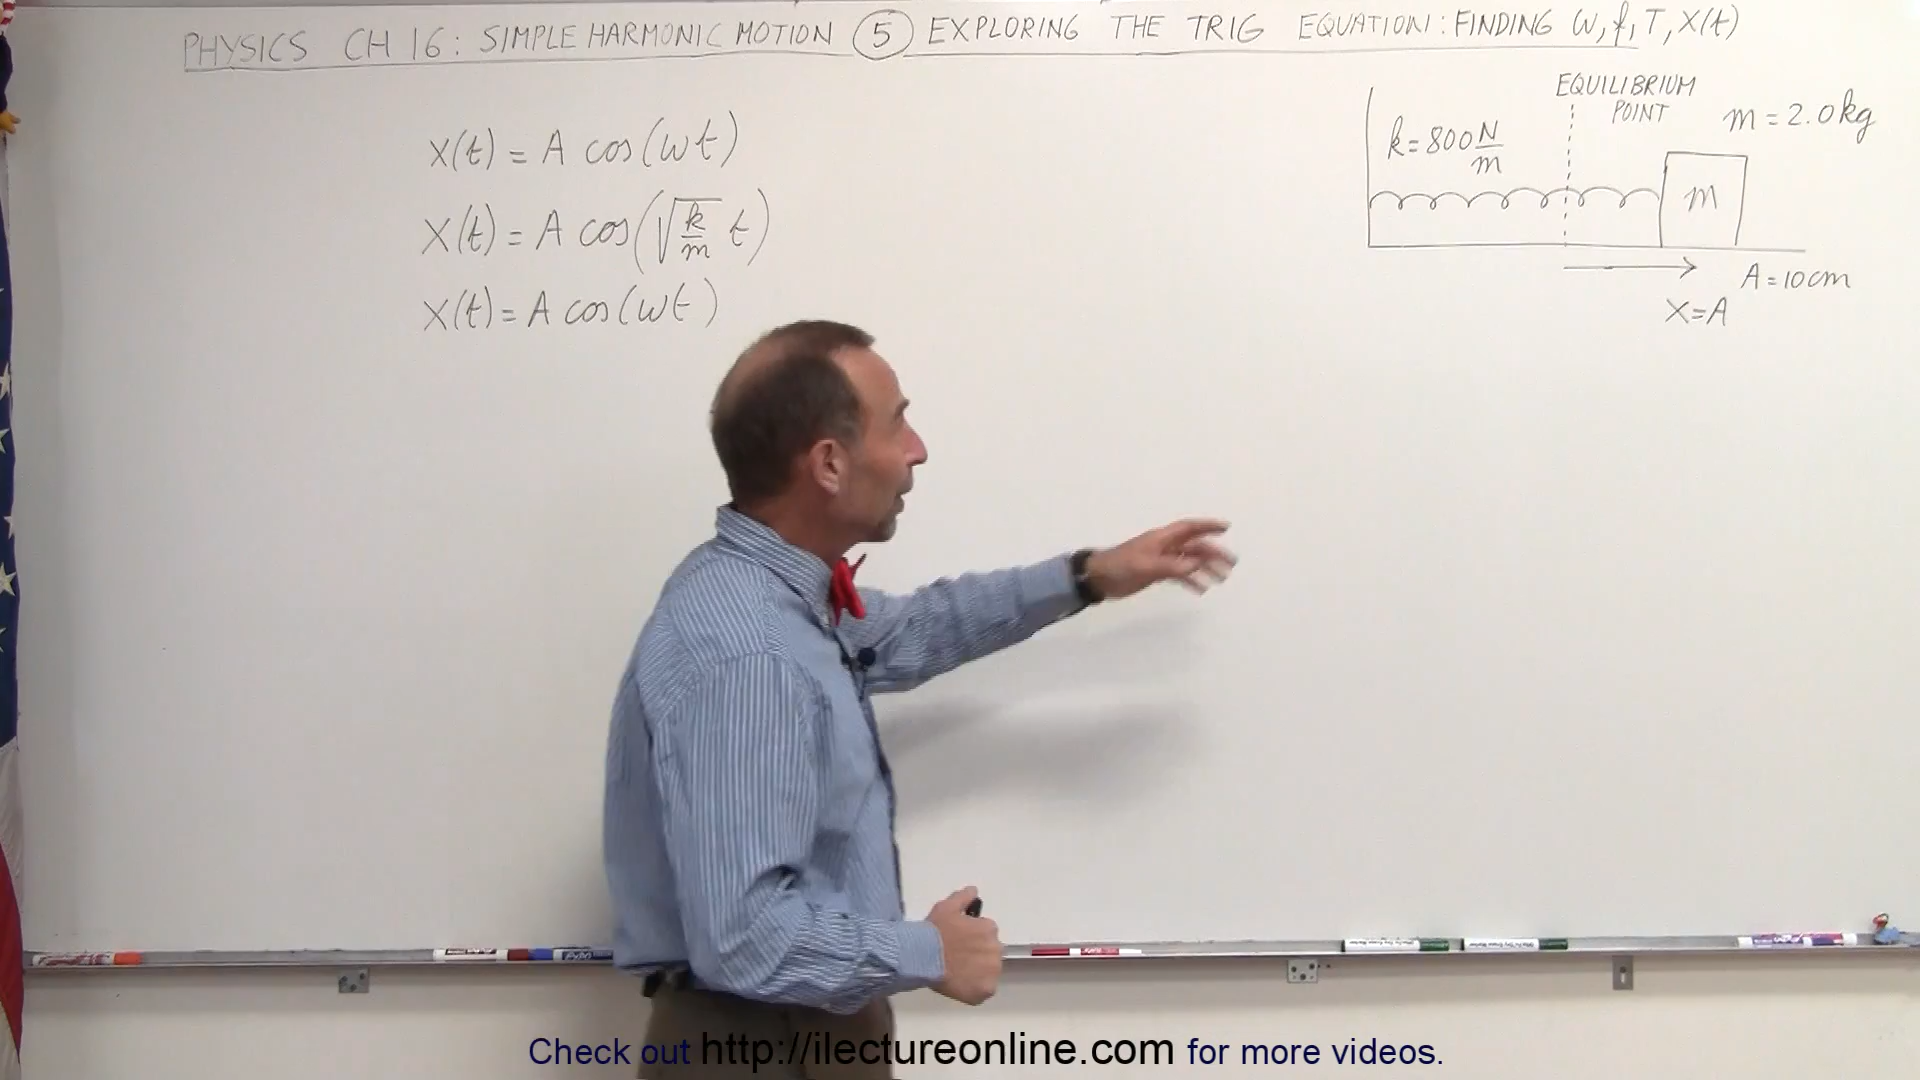 PHYSICS CH 16: SIMPLE HARMONIC MOTION 5 EXPLORING THE TRIG EQUATION: FINDING ω, f, T, X(t)
X(t) = A cos(ωt)
X(t) = A cos(√k/m t)
X(t) = A cos(ωt)
EQUILIBRIUM
POINT
m = 2.0 kg
k = 800 N/m
m
A = 10 cm
X = A
Check out http://ilectureonline.com for more videos.